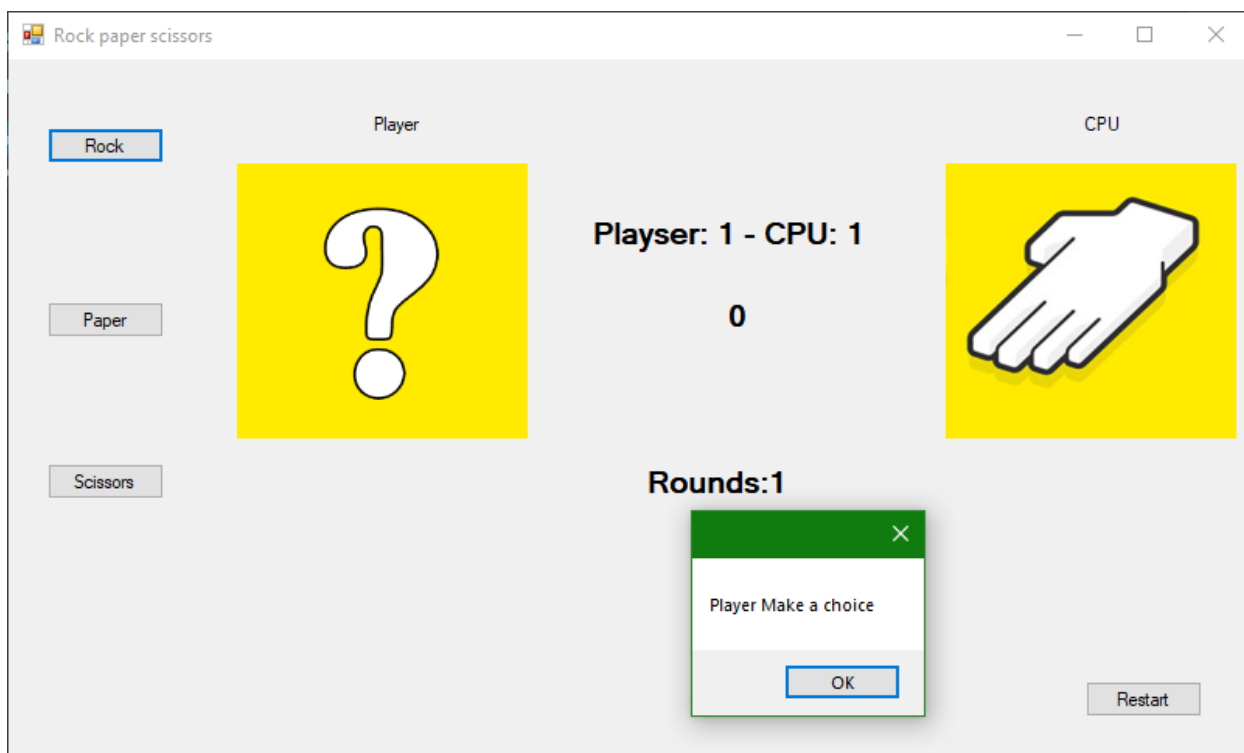 Rock paper scissors
Player
CPU
Rock
Playser: 1 - CPU: 1
Paper
0
Scissors
Rounds:1
Player Make a choice
OK
Restart